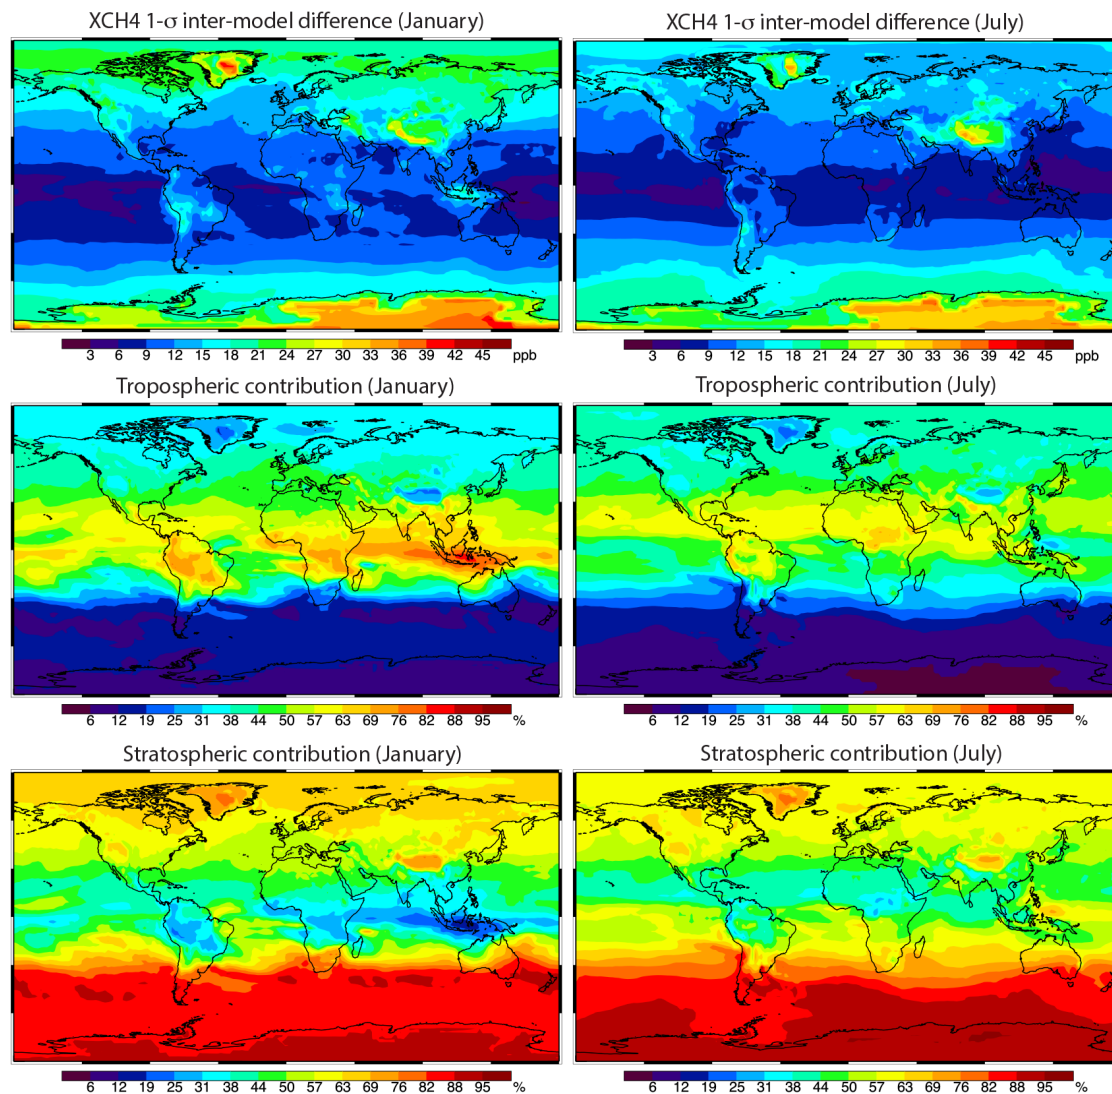 XCH4 1-σ inter-model difference (January)
XCH4 1-σ inter-model difference (July)
3 6 9 12 15 18 21 24 27 30 33 36 39 42 45 ppb
3 6 9 12 15 18 21 24 27 30 33 36 39 42 45 ppb
Tropospheric contribution (January)
Tropospheric contribution (July)
6 12 19 25 31 38 44 50 57 63 69 76 82 88 95 %
6 12 19 25 31 38 44 50 57 63 69 76 82 88 95 %
Stratospheric contribution (January)
Stratospheric contribution (July)
6 12 19 25 31 38 44 50 57 63 69 76 82 88 95 %
6 12 19 25 31 38 44 50 57 63 69 76 82 88 95 %